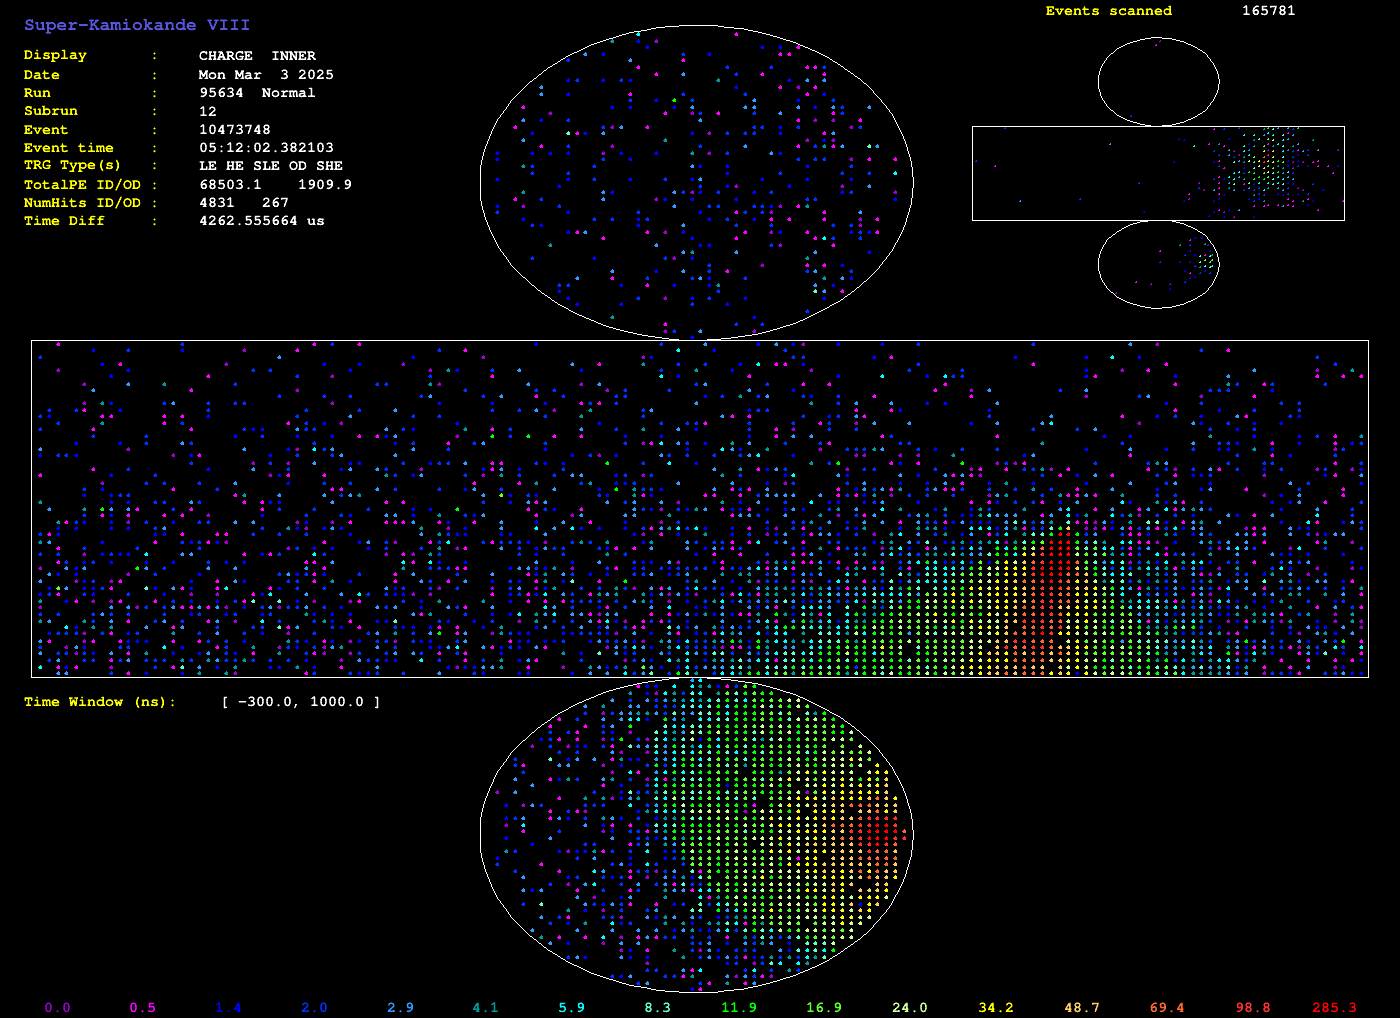 Super-Kamiokande VIII
Display : CHARGE INNER
Date : Mon Mar 3 2025
Run : 95634 Normal
Subrun : 12
Event : 10473748
Event time : 05:12:02.382103
TRG Type(s) : LE HE SLE OD SHE
TotalPE ID/OD : 68503.1 1909.9
NumHits ID/OD : 4831 267
Time Diff : 4262.555664 us
Events scanned 165781
Time Window (ns): [ -300.0, 1000.0 ]
0.0 0.5 1.4 2.0 2.9 4.1 5.9 8.3 11.9 16.9 24.0 34.2 48.7 69.4 98.8 285.3